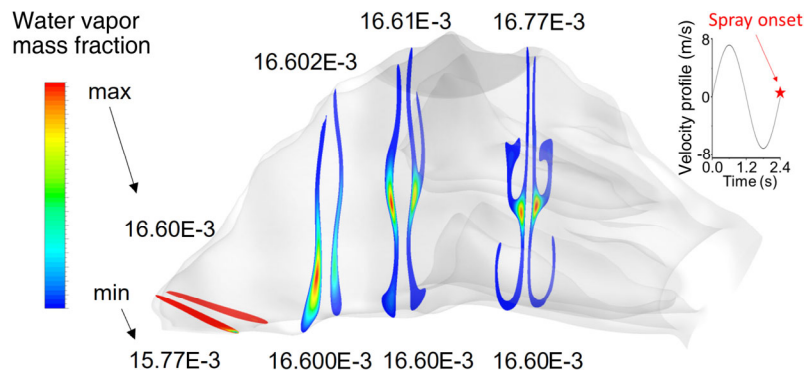 Water vapor
mass fraction
max
min
16.60E-3
15.77E-3
16.602E-3
16.600E-3
16.61E-3
16.60E-3
16.77E-3
16.60E-3
Spray onset
Velocity profile (m/s)
8
0
-8
0
1.2
2.4
Time (s)